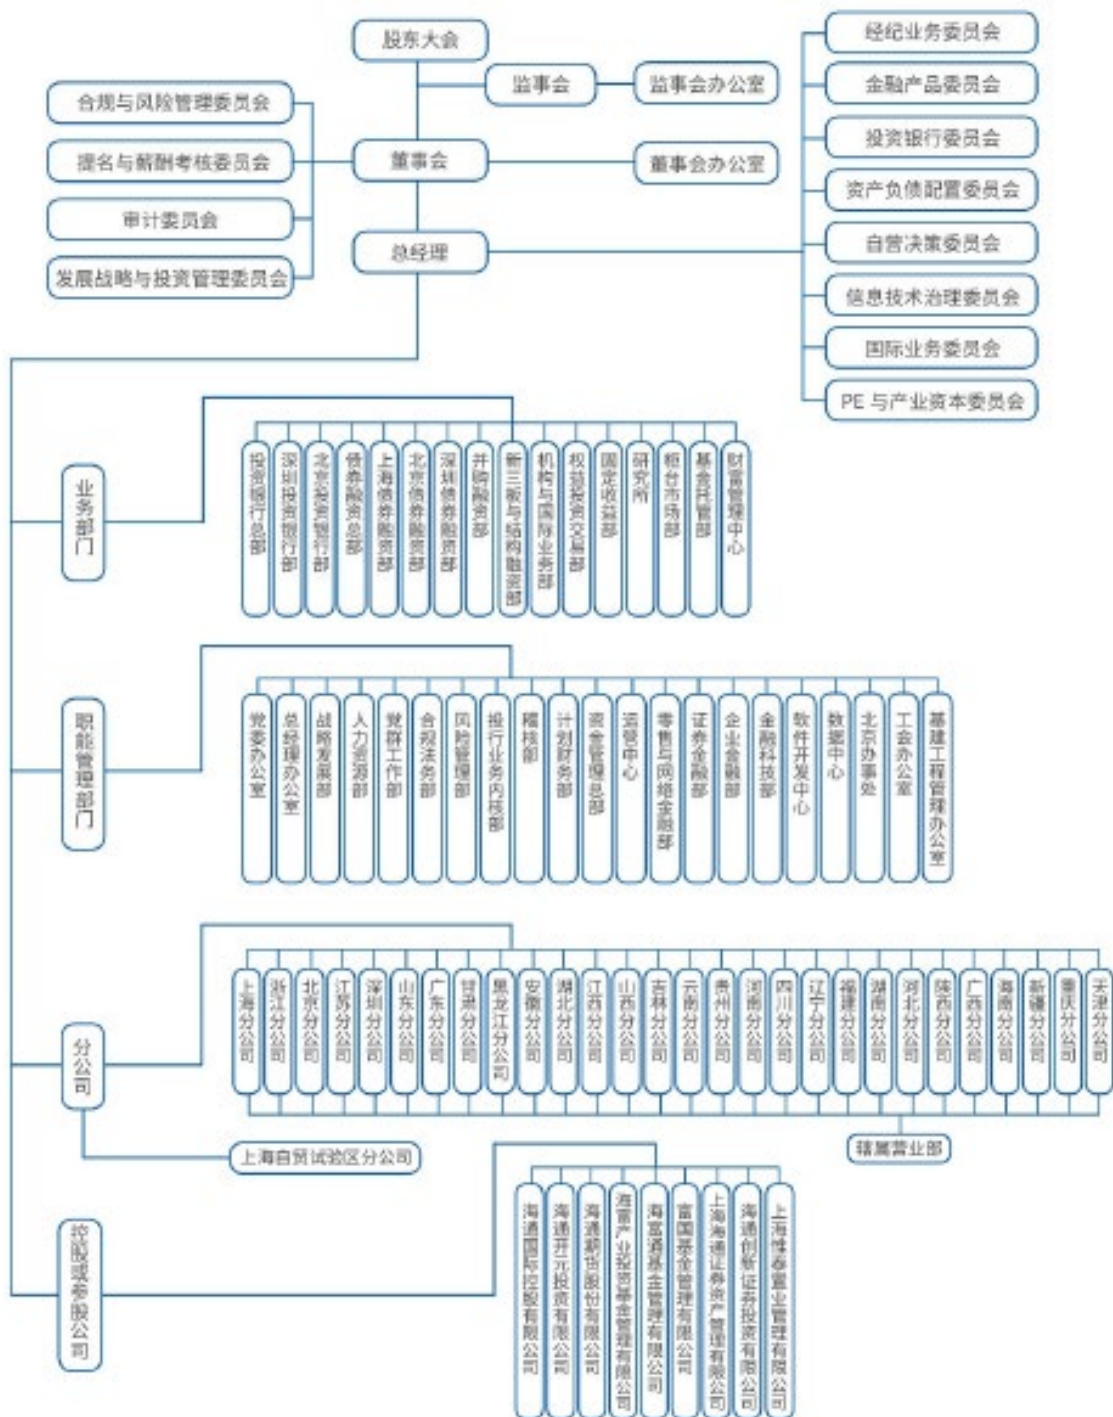 股东大会
监事会
监事会办公室
合规与风险管理委员会
提名与薪酬考核委员会
审计委员会
发展战略与投资管理委员会
董事会
董事会办公室
总经理
经纪业务委员会
金融产品委员会
投资银行委员会
资产负债配置委员会
自营决策委员会
信息技术治理委员会
国际业务委员会
PE 与产业资本委员会
业务部门
投资银行总部
深圳投资银行部
北京投资银行部
债券融资总部
上海债券融资部
北京债券融资部
深圳债券融资部
并购融资部
新三板与结构融资部
机构与国际业务部
权益投资交易部
固定收益部
研究所
柜台市场部
基金托管部
财富管理中心
职能管理部门
党委办公室
总经理办公室
战略发展部
人力资源部
党群工作部
合规法务部
风险管理部
投行业务内核部
稽核部
计划财务部
资金管理总部
运营中心
零售与网络金融部
证券金融部
企业金融部
金融科技部
软件开发中心
数据中心
北京办事处
工会办公室
基建工程管理办公室
分公司
上海分公司
浙江分公司
北京分公司
江苏分公司
深圳分公司
山东分公司
广东分公司
甘肃分公司
黑龙江分公司
安徽分公司
湖北分公司
江西分公司
山西分公司
吉林分公司
云南分公司
贵州分公司
河南分公司
四川分公司
辽宁分公司
福建分公司
湖南分公司
河北分公司
陕西分公司
广西分公司
海南分公司
新疆分公司
重庆分公司
天津分公司
上海自贸试验区分公司
辖属营业部
控股或参股公司
海通国际控股有限公司
海通开元投资有限公司
海通期货股份有限公司
海富产业投资基金管理有限公司
海富通基金管理有限公司
富国基金管理有限公司
上海海通证券资产管理有限公司
海通创新证券投资有限公司
上海惟泰置业管理有限公司